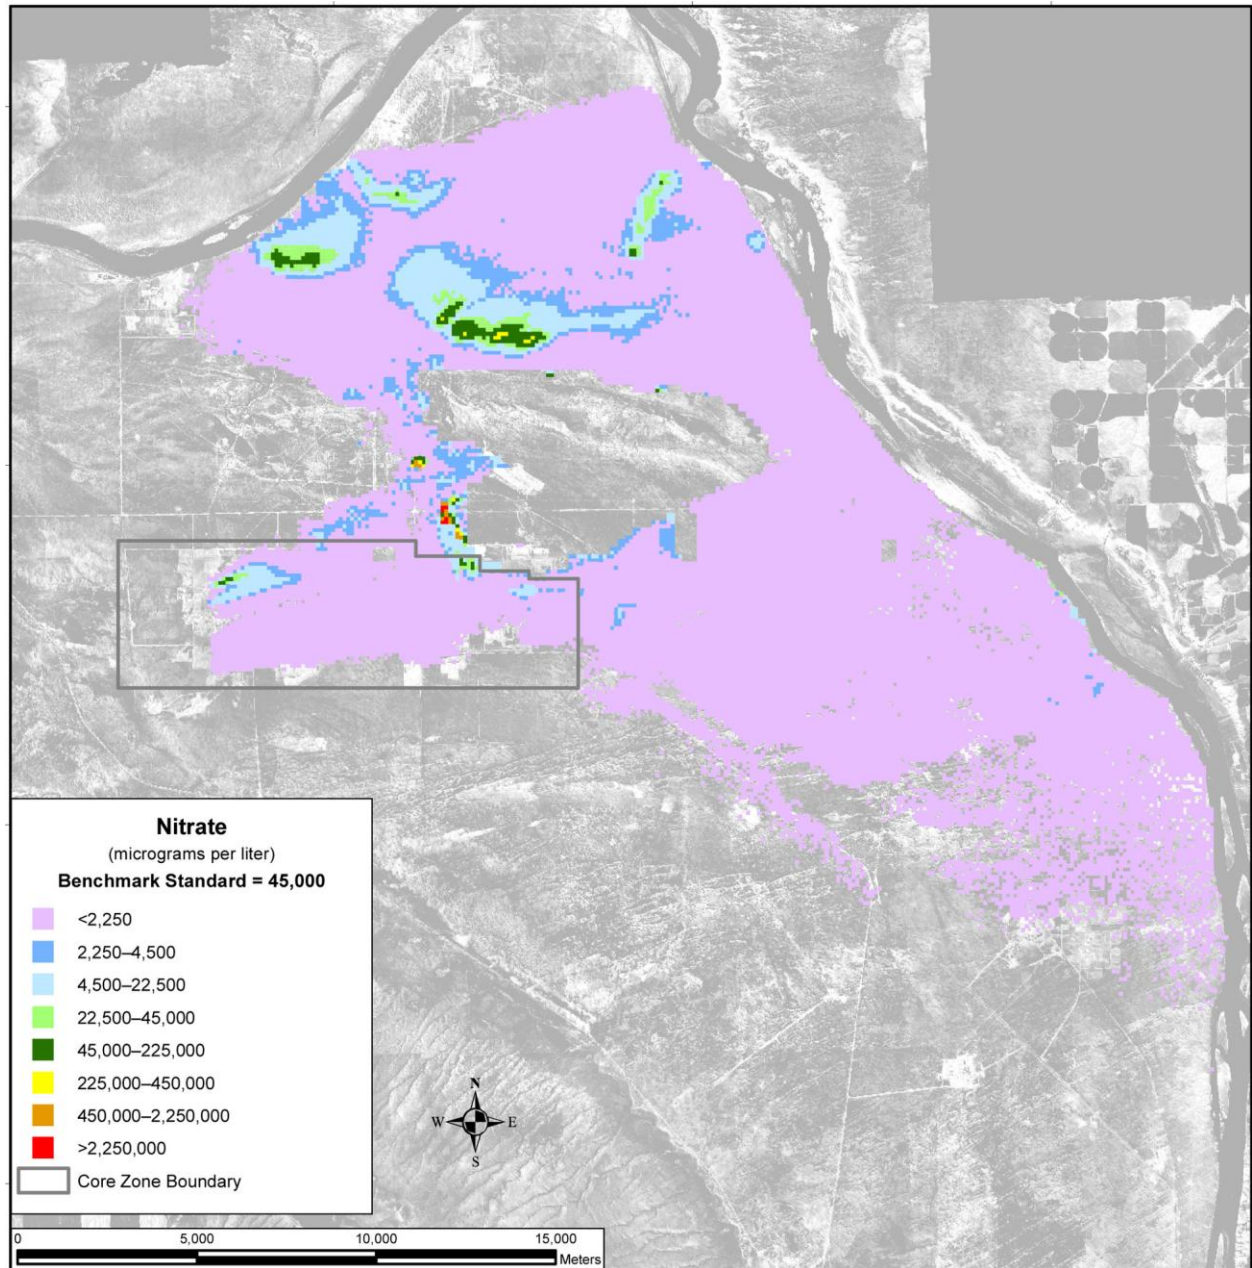 Nitrate
(micrograms per liter)
Benchmark Standard = 45,000
<2,250
2,250–4,500
4,500–22,500
22,500–45,000
45,000–225,000
225,000–450,000
450,000–2,250,000
>2,250,000
Core Zone Boundary
N
W E
S
0 5,000 10,000 15,000
Meters